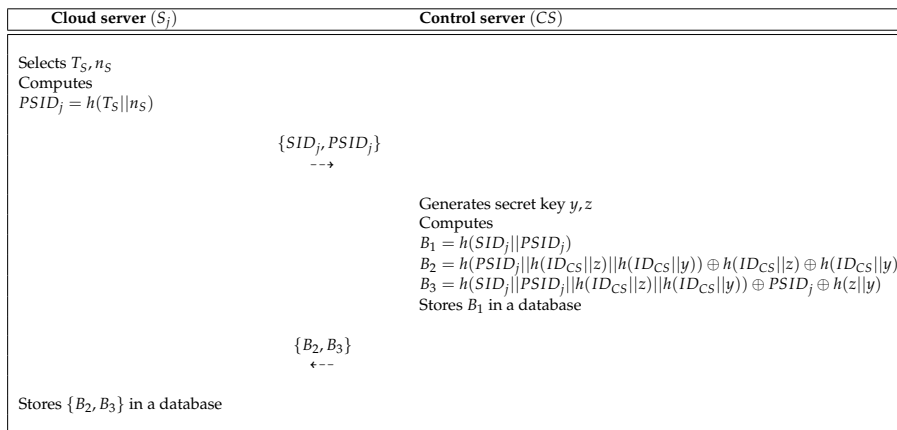 Cloud server (S_j) Control server (CS)
Selects T_S, n_S
Computes
PSID_j = h(T_S||n_S)
{SID_j, PSID_j}
⇢
Generates secret key y, z
Computes
B_1 = h(SID_j||PSID_j)
B_2 = h(PSID_j||h(ID_CS||z)||h(ID_CS||y)) ⊕ h(ID_CS||z) ⊕ h(ID_CS||y)
B_3 = h(SID_j||PSID_j||h(ID_CS||z)||h(ID_CS||y)) ⊕ PSID_j ⊕ h(z||y)
Stores B_1 in a database
{B_2, B_3}
⇠
Stores {B_2, B_3} in a database